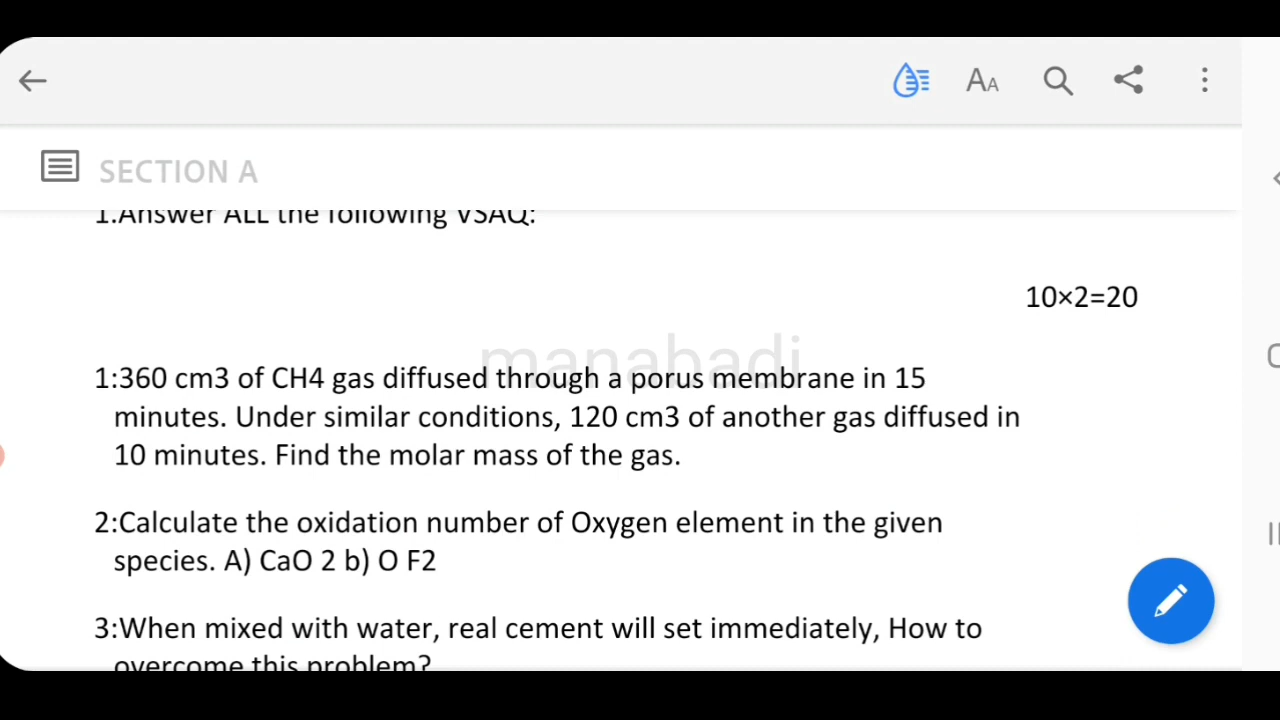 SECTION A
1.Answer ALL the following VSAQ:
10×2=20
manabadi
1:360 cm3 of CH4 gas diffused through a porus membrane in 15
minutes. Under similar conditions, 120 cm3 of another gas diffused in
10 minutes. Find the molar mass of the gas.
2:Calculate the oxidation number of Oxygen element in the given
species. A) CaO 2 b) O F2
3:When mixed with water, real cement will set immediately, How to
overcome this problem?